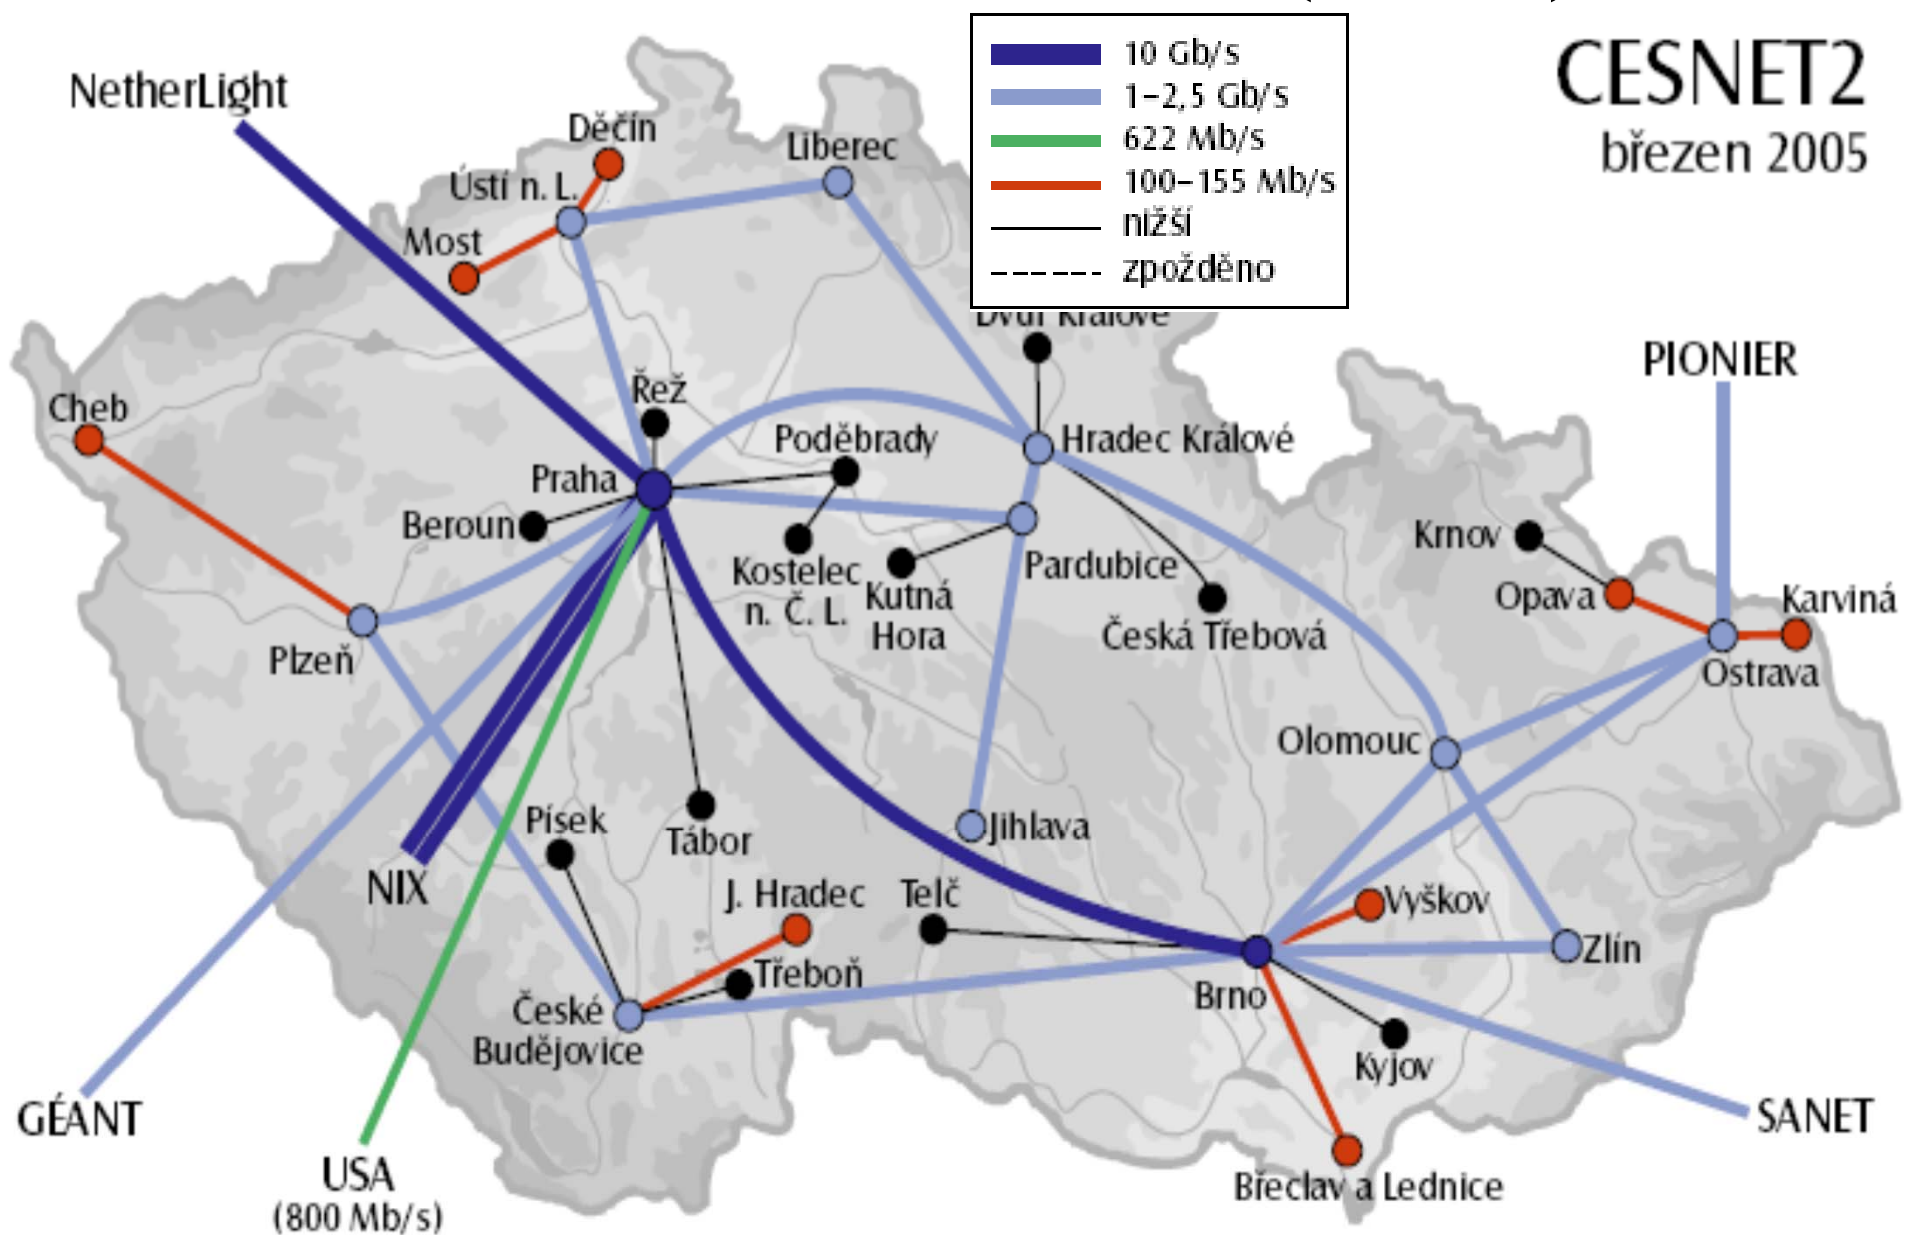 10 Gb/s
1–2,5 Gb/s
622 Mb/s
100–155 Mb/s
nižší
zpožděno
CESNET2
březen 2005
NetherLight
Děčín
Liberec
Ústí n. L.
Most
Dvůr Králové
PIONIER
Cheb
Řež
Poděbrady
Hradec Králové
Praha
Beroun
Krnov
Kostelec
n. Č. L.
Kutná
Hora
Pardubice
Česká Třebová
Opava
Karviná
Plzeň
Ostrava
Olomouc
Písek
Tábor
Jihlava
NIX
J. Hradec
Telč
Vyškov
Třeboň
Zlín
České
Budějovice
Brno
Kyjov
GÉANT
SANET
USA
(800 Mb/s)
Břeclav a Lednice